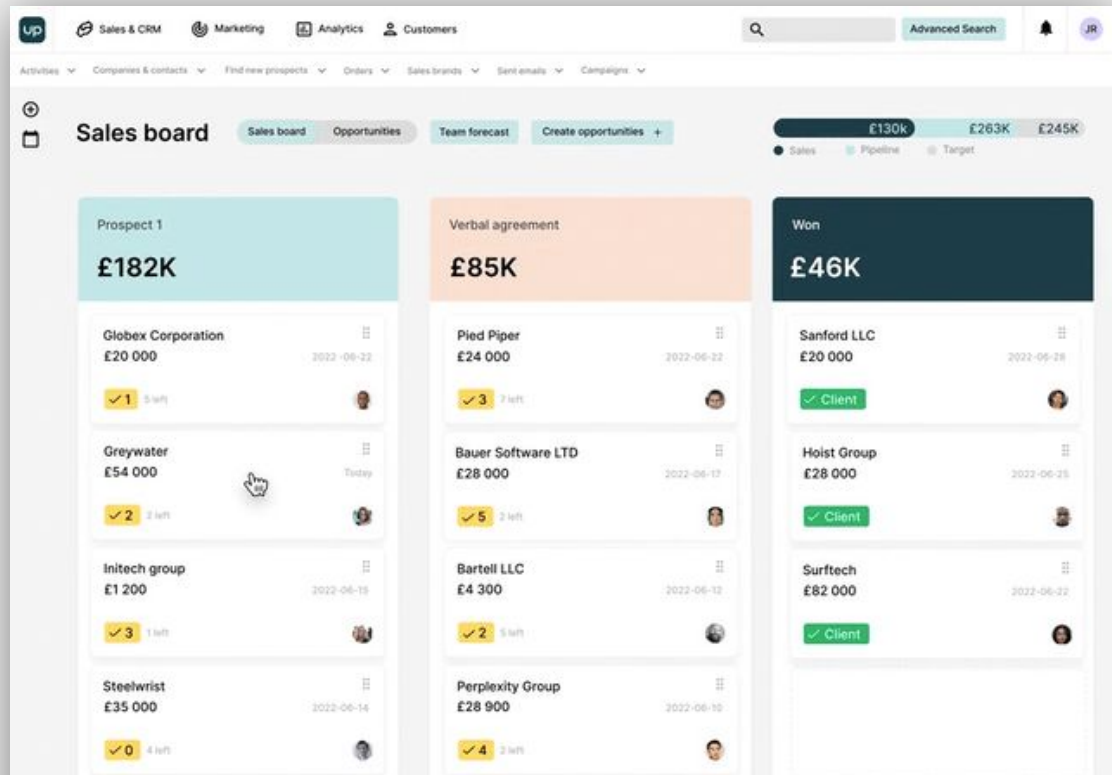 up Sales & CRM Marketing Analytics Customers Advanced Search JR
Activities Companies & contacts Find new prospects Orders Sales brands Sent emails Campaigns
Sales board Sales board Opportunities Team forecast Create opportunities + £130k £263K £245K
Sales Pipeline Target
Prospect 1
£182K
Globex Corporation
£20 000 2022-06-22
1 5 left
Greywater
£54 000 Today
2 2 left
Initech group
£1 200 2022-06-15
3 1 left
Steelwrist
£35 000 2022-06-14
0 4 left
Verbal agreement
£85K
Pied Piper
£24 000 2022-06-22
3 7 left
Bauer Software LTD
£28 000 2022-06-17
5 2 left
Bartell LLC
£4 300 2022-06-12
2 5 left
Perplexity Group
£28 900 2022-06-10
4 2 left
Won
£46K
Sanford LLC
£20 000 2022-06-28
Client
Hoist Group
£28 000 2022-06-25
Client
Surftech
£82 000 2022-06-22
Client